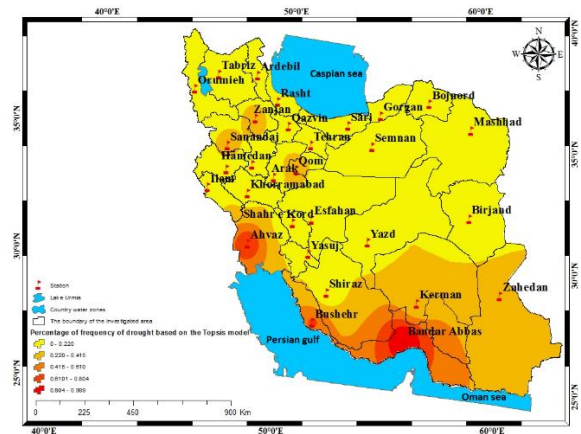 40°0'E 50°0'E 60°0'E
40°0'N 40°0'N
35°0'N 35°0'N
30°0'N 30°0'N
25°0'N 25°0'N
N
W E
S
Tabriz Ardebil
Orumieh
Caspian sea
Rasht
Bojnord
Zanjan
Gorgan
Qazvin Sari
Mashhad
Tehran
Semnan
Sanandaj
Hamedan
Qom
Arak
Ilam
Khorramabad
Shahr e Kord Esfahan
Birjand
Ahvaz
Yazd
Yasuj
Shiraz
Zahedan
Kerman
Bushehr
Bandar Abbas
Persian gulf
Oman sea
Station
Lake Urmia
Country water zones
The boundary of the investigated area
Percentage of frequency of drought based on the Topsis model
0 - 0.220
0.220 - 0.415
0.415 - 0.610
0.6101 - 0.804
0.804 - 0.989
0 225 450 900 Km
40°0'E 50°0'E 60°0'E